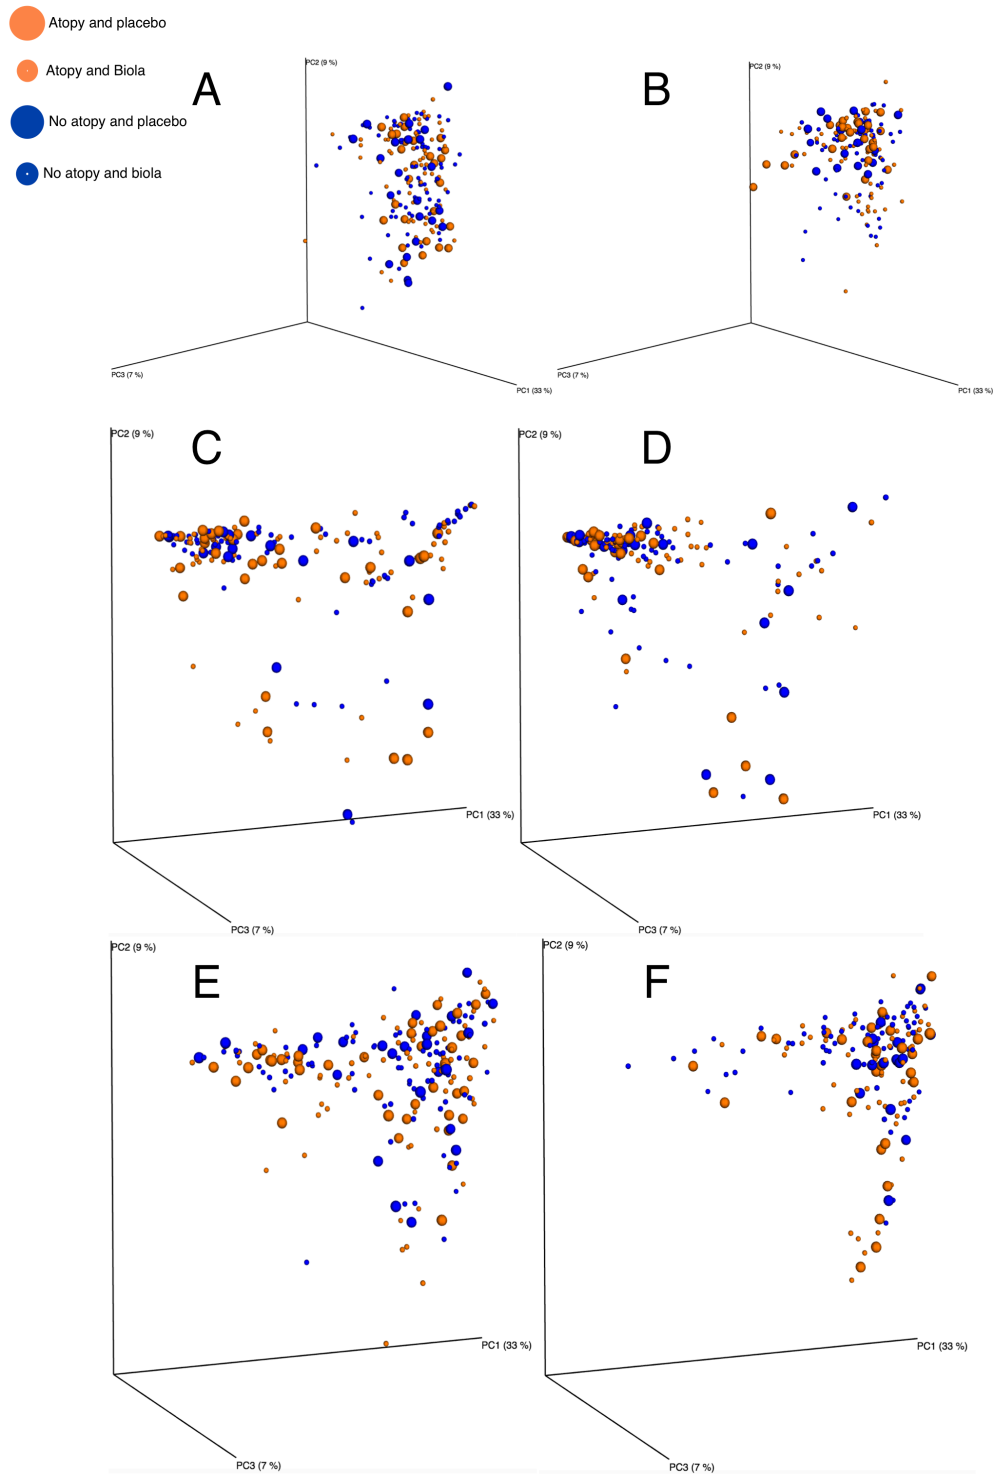 Atopy and placebo
Atopy and Biola
No atopy and placebo
No atopy and biola
A
PC2 (9 %)
PC3 (7 %)
PC1 (33 %)
B
PC2 (9 %)
PC3 (7 %)
PC1 (33 %)
C
PC2 (9 %)
PC1 (33 %)
PC3 (7 %)
D
PC2 (9 %)
PC1 (33 %)
PC3 (7 %)
E
PC2 (9 %)
PC1 (33 %)
PC3 (7 %)
F
PC2 (9 %)
PC1 (33 %)
PC3 (7 %)